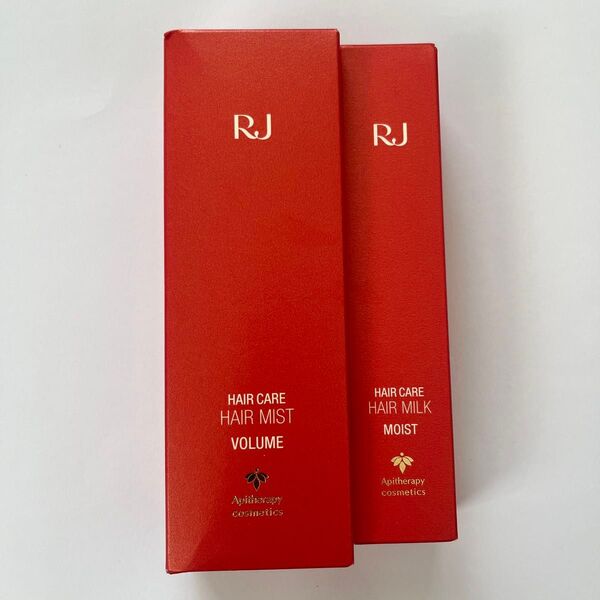 RJ
HAIR CARE
HAIR MIST
VOLUME
Apitherapy
cosmetics
RJ
HAIR CARE
HAIR MILK
MOIST
Apitherapy
cosmetics